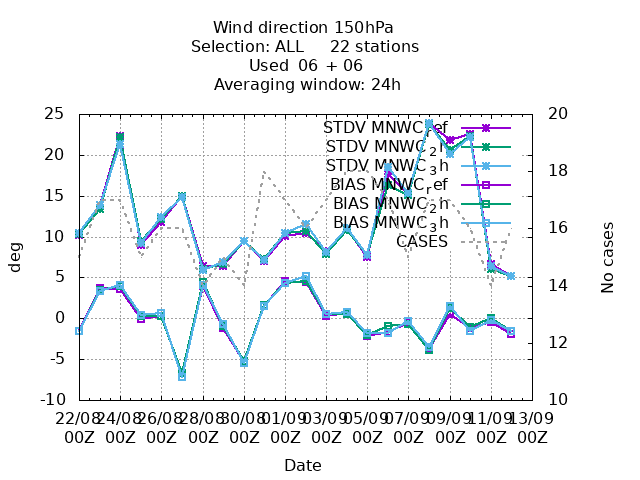 Wind direction 150hPa
Selection: ALL 22 stations
Used 06 + 06
Averaging window: 24h
25
20
15
10
5
0
-5
-10
deg
20
18
16
14
12
10
No cases
STDV MNWC_ref
STDV MNWC_2h
STDV MNWC_3h
BIAS MNWC_ref
BIAS MNWC_2h
BIAS MNWC_3h
CASES
22/08 24/08 26/08 28/08 30/08 01/09 03/09 05/09 07/09 09/09 11/09 13/09
00Z 00Z 00Z 00Z 00Z 00Z 00Z 00Z 00Z 00Z 00Z 00Z
Date